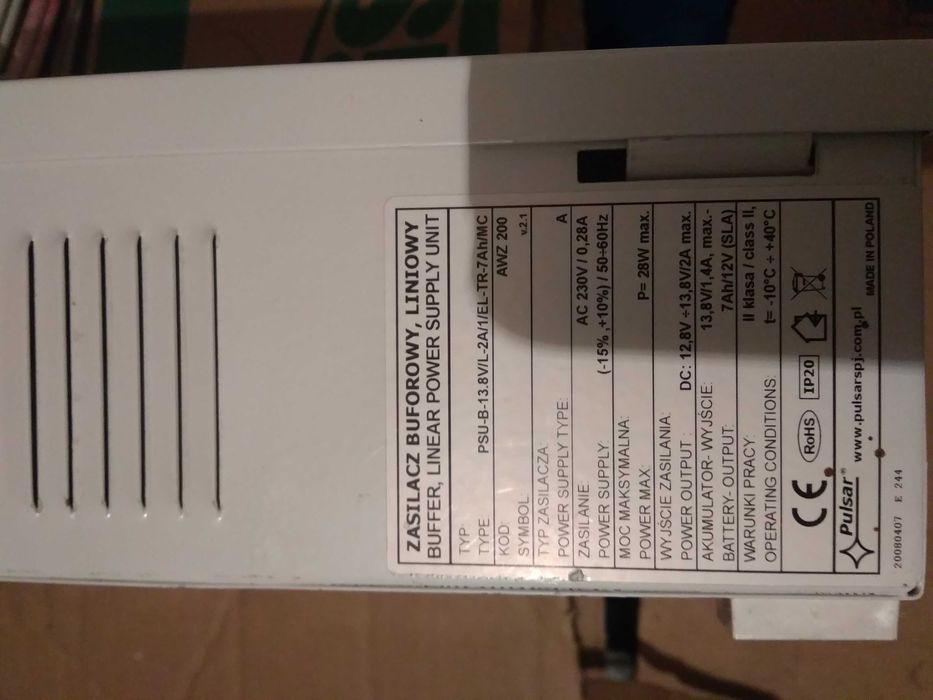 ZASILACZ BUFOROWY, LINIOWY
BUFFER, LINEAR POWER SUPPLY UNIT
TYP:
TYPE PSU-B-13.8V/L-2A/1/EL-TR-7Ah/MC
KOD: AWZ 200
SYMBOL: v.2.1
TYP ZASILACZA:
POWER SUPPLY TYPE: A
ZASILANIE: AC 230V / 0,28A
POWER SUPPLY: (-15%,+10%) / 50÷60Hz
MOC MAKSYMALNA:
POWER MAX: P= 28W max.
WYJŚCIE ZASILANIA:
POWER OUTPUT : DC: 12,8V ÷13,8V/2A max.
AKUMULATOR- WYJŚCIE: 13,8V/1,4A, max.-
BATTERY- OUTPUT: 7Ah/12V (SLA)
WARUNKI PRACY: II klasa / class II,
OPERATING CONDITIONS: t= -10°C ÷ +40°C
CE RoHS IP20
Pulsar® www.pulsarspj.com.pl
MADE IN POLAND
20080407 E 244